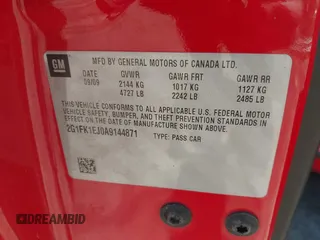 GM
MFD BY GENERAL MOTORS OF CANADA LTD.
DATE GVWR GAWR FRT GAWR RR
09/09 2144 KG 1017 KG 1127 KG
4727 LB 2242 LB 2485 LB
THIS VEHICLE CONFORMS TO ALL APPLICABLE U.S. FEDERAL MOTOR
VEHICLE SAFETY, BUMPER, AND THEFT PREVENTION STANDARDS IN EFFECT
ON THE DATE OF MANUFACTURE SHOWN ABOVE.
2G1FK1EJ0A9144871 TYPE: PASS CAR
DREAMBID